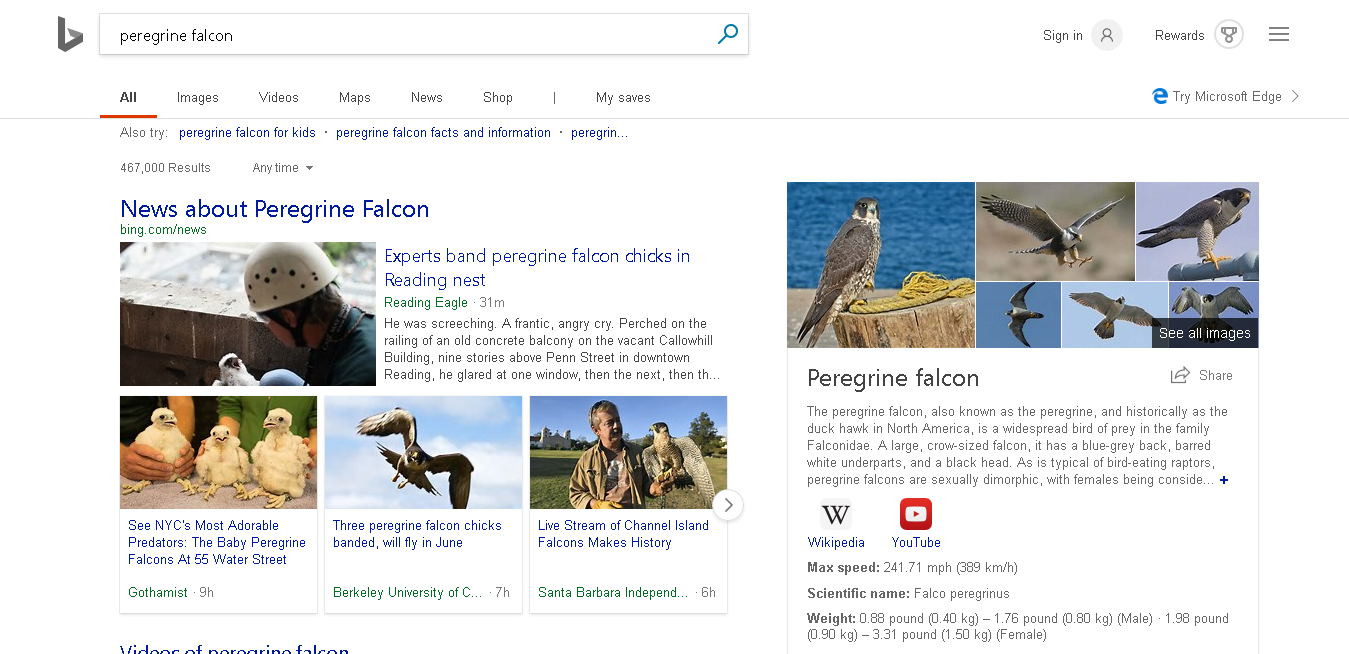 peregrine falcon
Sign in
Rewards
All
Images
Videos
Maps
News
Shop
|
My saves
Try Microsoft Edge
Also try: peregrine falcon for kids · peregrine falcon facts and information · peregrin...
467,000 Results
Any time
News about Peregrine Falcon
bing.com/news
Experts band peregrine falcon chicks in
Reading nest
Reading Eagle · 31m
He was screeching. A frantic, angry cry. Perched on the
railing of an old concrete balcony on the vacant Callowhill
Building, nine stories above Penn Street in downtown
Reading, he glared at one window, then the next, then th...
See NYC's Most Adorable
Predators: The Baby Peregrine
Falcons At 55 Water Street
Gothamist · 9h
Three peregrine falcon chicks
banded, will fly in June
Berkeley University of C... · 7h
Live Stream of Channel Island
Falcons Makes History
Santa Barbara Independ... · 6h
Videos of peregrine falcon
See all images
Peregrine falcon
Share
The peregrine falcon, also known as the peregrine, and historically as the
duck hawk in North America, is a widespread bird of prey in the family
Falconidae. A large, crow-sized falcon, it has a blue-grey back, barred
white underparts, and a black head. As is typical of bird-eating raptors,
peregrine falcons are sexually dimorphic, with females being conside... +
W
Wikipedia
YouTube
Max speed: 241.71 mph (389 km/h)
Scientific name: Falco peregrinus
Weight: 0.88 pound (0.40 kg) – 1.76 pound (0.80 kg) (Male) · 1.98 pound
(0.90 kg) – 3.31 pound (1.50 kg) (Female)